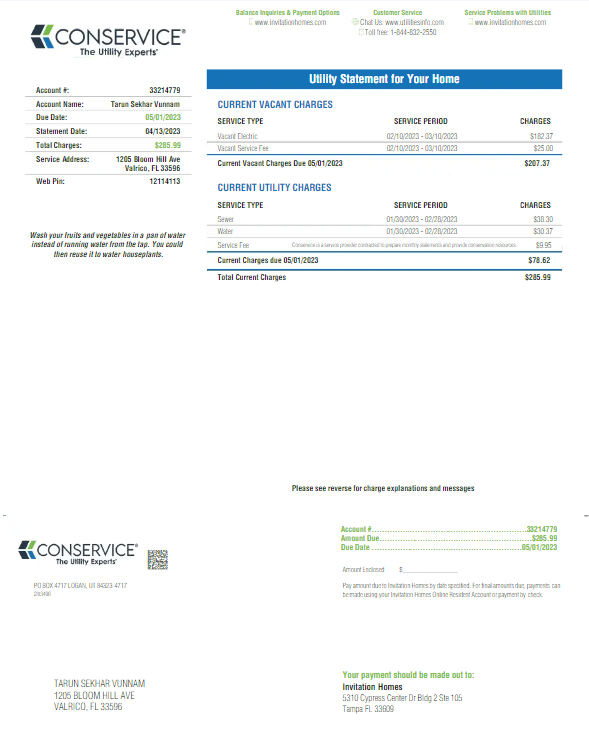 Balance Inquiries & Payment Options
www.invitationhomes.com
Customer Service
Chat Us: www.utilitiesinfo.com
Toll free: 1-844-832-2550
Service Problems with Utilities
www.invitationhomes.com
CONSERVICE®
The Utility Experts®
Account #: 33214779
Account Name: Tarun Sekhar Vunnam
Due Date: 05/01/2023
Statement Date: 04/13/2023
Total Charges: $285.99
Service Address: 1205 Bloom Hill Ave
Valrico, FL 33596
Web Pin: 12114113
Wash your fruits and vegetables in a pan of water
instead of running water from the tap. You could
then reuse it to water houseplants.
Utility Statement for Your Home
CURRENT VACANT CHARGES
SERVICE TYPE SERVICE PERIOD CHARGES
Vacant Electric 02/10/2023 - 03/10/2023 $182.37
Vacant Service Fee 02/10/2023 - 03/10/2023 $25.00
Current Vacant Charges Due 05/01/2023 $207.37
CURRENT UTILITY CHARGES
SERVICE TYPE SERVICE PERIOD CHARGES
Sewer 01/30/2023 - 02/28/2023 $38.30
Water 01/30/2023 - 02/28/2023 $30.37
Service Fee Conservice is a service provider contracted to prepare monthly statements and provide conservation resources. $9.95
Current Charges due 05/01/2023 $78.62
Total Current Charges $285.99
Please see reverse for charge explanations and messages
CONSERVICE®
The Utility Experts®
PO BOX 4717 LOGAN, UT 84323-4717
Account #...33214779
Amount Due...$285.99
Due Date ...05/01/2023
Amount Enclosed $____________
Pay amount due to Invitation Homes by date specified. For final amounts due, payments can
be made using your Invitation Homes Online Resident Account or payment by check.
TARUN SEKHAR VUNNAM
1205 BLOOM HILL AVE
VALRICO, FL 33596
Your payment should be made out to:
Invitation Homes
5310 Cypress Center Dr Bldg 2 Ste 105
Tampa FL 33609